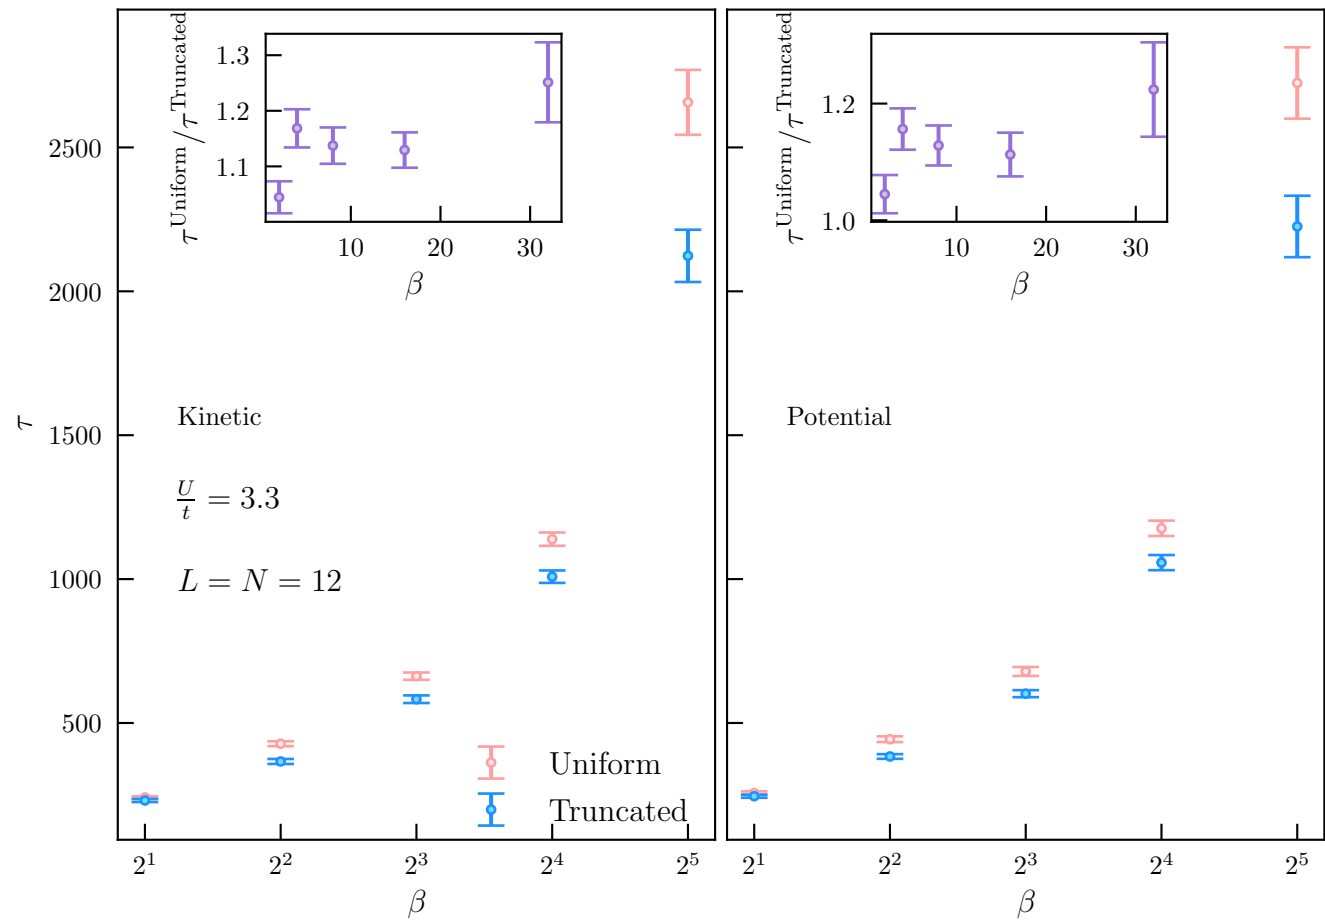 τ
2500
2000
1500
1000
500
τ^Uniform/τ^Truncated
1.3
1.2
1.1
10 20 30
β
Kinetic
U/t = 3.3
L = N = 12
Uniform
Truncated
2^1 2^2 2^3 2^4 2^5
β
τ^Uniform/τ^Truncated
1.2
1.0
10 20 30
β
Potential
2^1 2^2 2^3 2^4 2^5
β